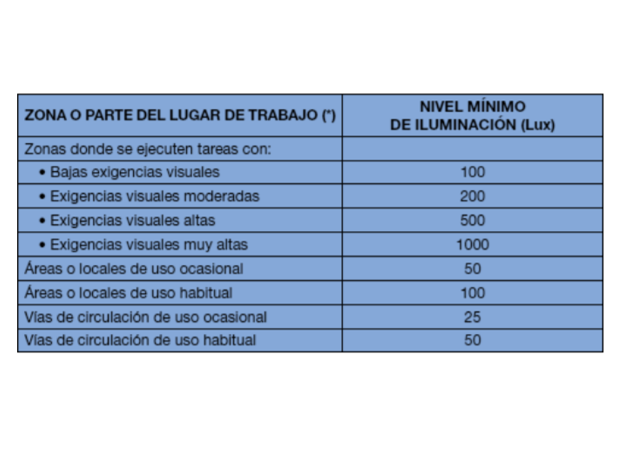 ZONA O PARTE DEL LUGAR DE TRABAJO (*)
NIVEL MÍNIMO
DE ILUMINACIÓN (Lux)
Zonas donde se ejecuten tareas con:
• Bajas exigencias visuales 100
• Exigencias visuales moderadas 200
• Exigencias visuales altas 500
• Exigencias visuales muy altas 1000
Áreas o locales de uso ocasional 50
Áreas o locales de uso habitual 100
Vías de circulación de uso ocasional 25
Vías de circulación de uso habitual 50